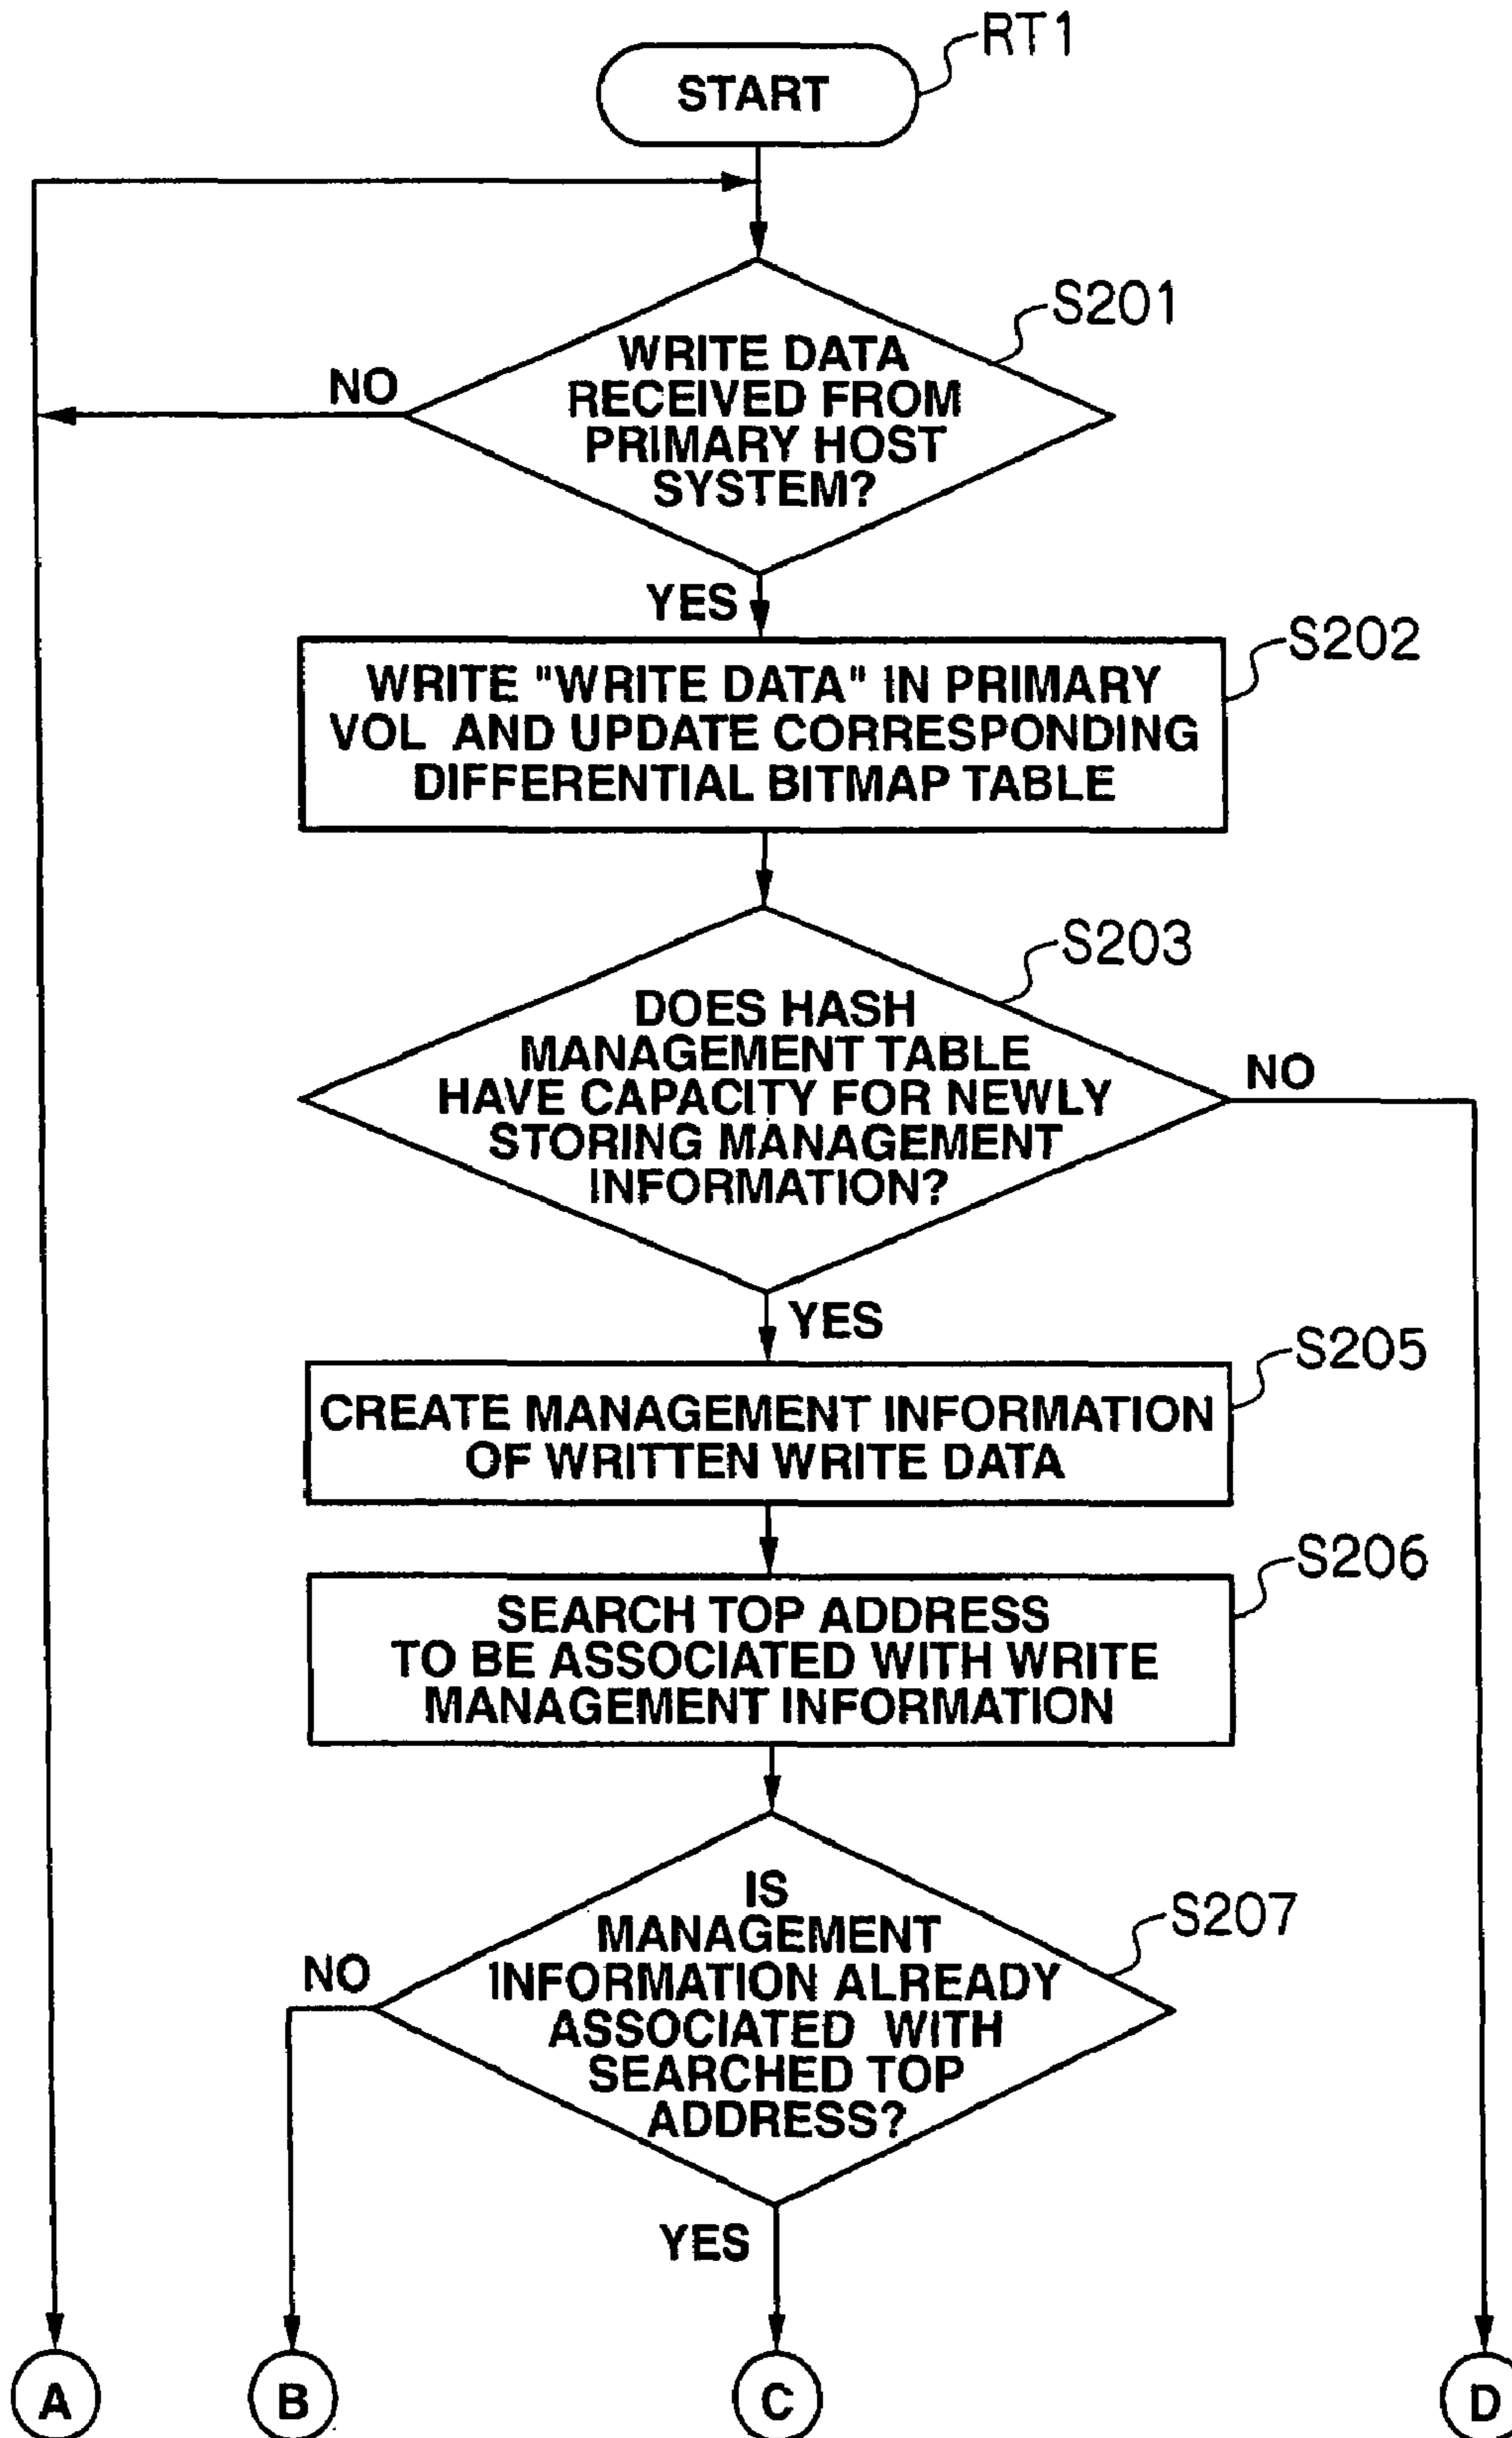 RT1
START
S201
WRITE DATA
RECEIVED FROM
PRIMARY HOST
SYSTEM?
NO
YES
S202
WRITE "WRITE DATA" IN PRIMARY
VOL AND UPDATE CORRESPONDING
DIFFERENTIAL BITMAP TABLE
S203
DOES HASH
MANAGEMENT TABLE
HAVE CAPACITY FOR NEWLY
STORING MANAGEMENT
INFORMATION?
NO
YES
S205
CREATE MANAGEMENT INFORMATION
OF WRITTEN WRITE DATA
S206
SEARCH TOP ADDRESS
TO BE ASSOCIATED WITH WRITE
MANAGEMENT INFORMATION
S207
IS
MANAGEMENT
INFORMATION ALREADY
ASSOCIATED WITH
SEARCHED TOP
ADDRESS?
NO
YES
A
B
C
D